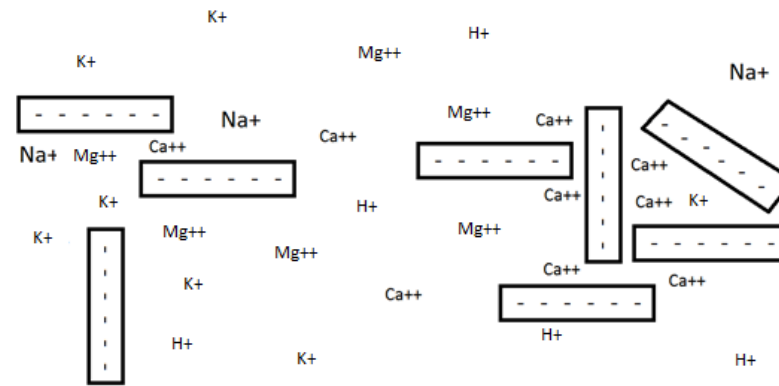 K+
H+
Mg++
K+
Na+
- - - - - -
Mg++
Na+
Ca++
Ca++
Na+ Mg++ Ca++
- - - - - -
- - - - - -
- - - - - -
- - - - - -
Ca++
- - - - - -
K+
H+
Ca++
Ca++ K+
K+
Mg++
Mg++
- - - - - -
- - - - - -
Mg++
Ca++
K+
Ca++
Ca++
- - - - - -
H+
H+
K+
H+